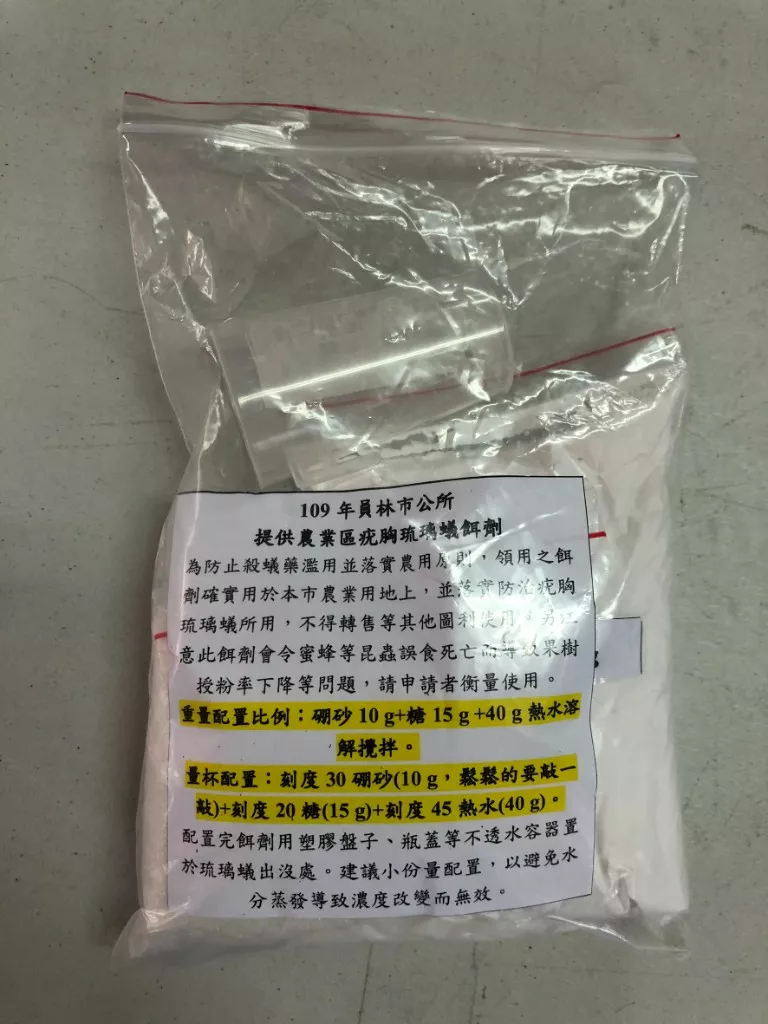 109 年員林市公所
提供農業區疣胸琉璃蟻餌劑
為防止殺蟻藥濫用並落實農用原則，領用之餌
劑確實用於本市農業用地上，並落實防治疣胸
琉璃蟻所用，不得轉售等其他圖利使用。另注
意此餌劑會令蜜蜂等昆蟲誤食死亡而導致果樹
授粉率下降等問題，請申請者衡量使用。
重量配置比例：硼砂 10 g+糖 15 g +40 g 熱水溶
解攪拌。
量杯配置：刻度 30 硼砂(10 g，鬆鬆的要敲一
敲)+刻度 20 糖(15 g)+刻度 45 熱水(40 g)。
配置完餌劑用塑膠盤子、瓶蓋等不透水容器置
於琉璃蟻出沒處。建議小份量配置，以避免水
分蒸發導致濃度改變而無效。